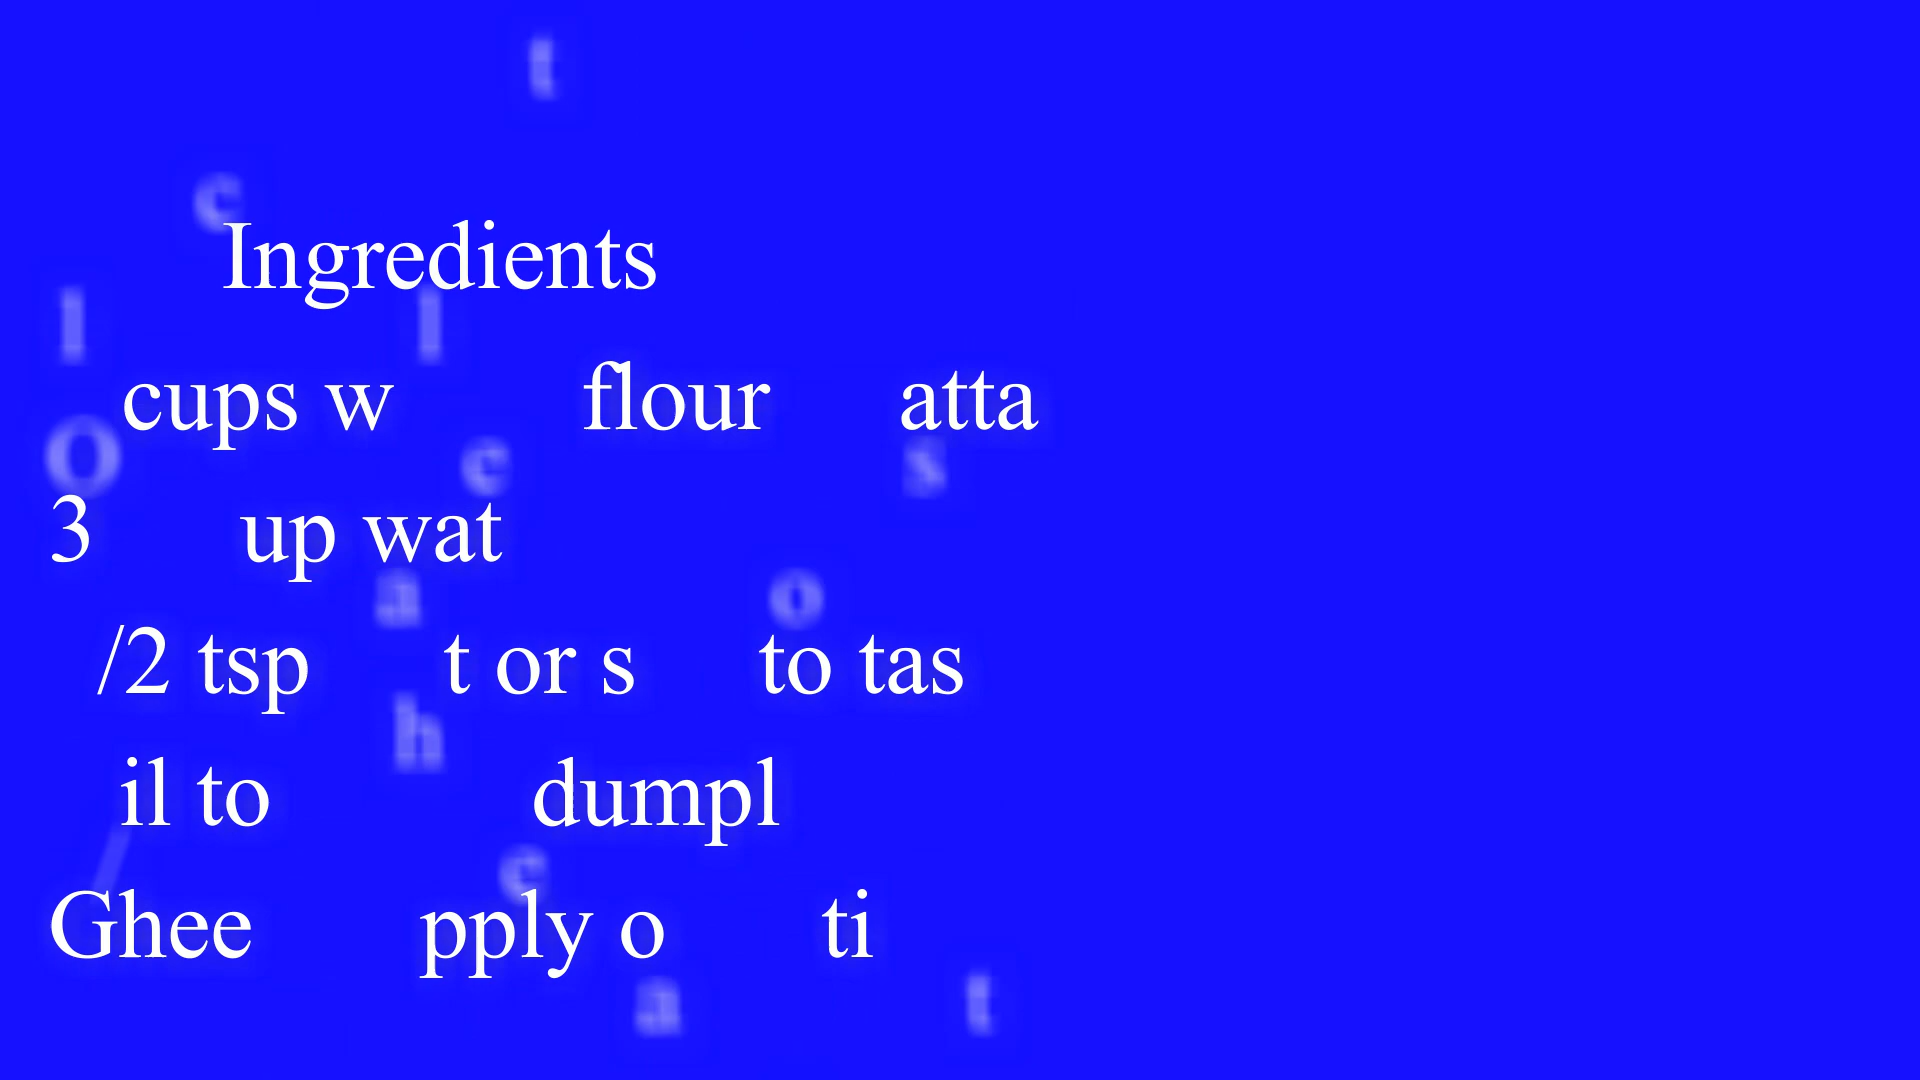 Ingredients
cups w flour atta
3 up wat
/2 tsp t or s to tas
il to dumpl
Ghee pply o ti